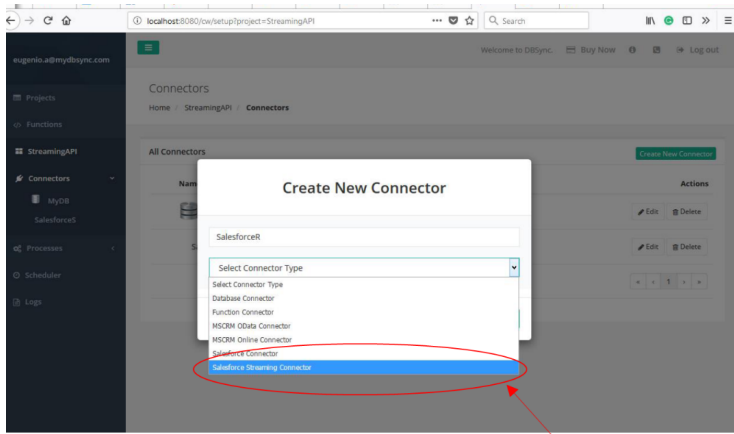 localhost:8080/cw/setup?project=StreamingAPI
Search
eugenio.a@mydbsync.com
Welcome to DBSync. Buy Now Log out
Connectors
Home / StreamingAPI / Connectors
Projects
Functions
StreamingAPI
Connectors
MyDB
SalesforceS
Processes
Scheduler
Logs
All Connectors
Create New Connector
Actions
Edit Delete
Edit Delete
« ‹ 1 › »
Create New Connector
SalesforceR
Select Connector Type
Select Connector Type
Database Connector
Function Connector
MSCRM OData Connector
MSCRM Online Connector
Salesforce Connector
Salesforce Streaming Connector